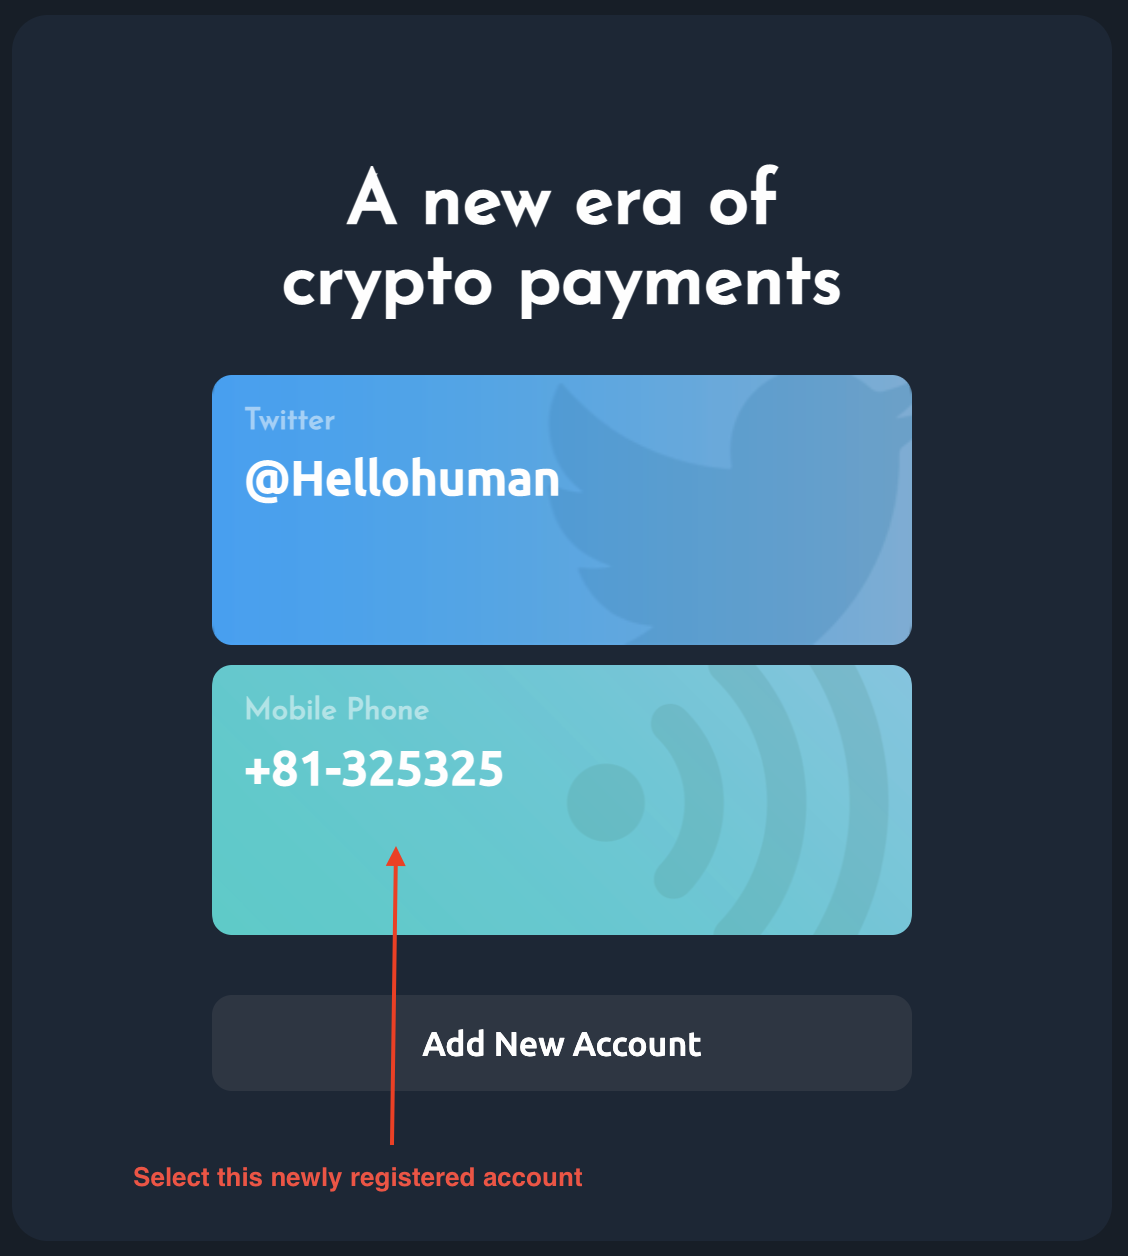 A new era of
crypto payments
Twitter
@Hellohuman
Mobile Phone
+81-325325
Add New Account
Select this newly registered account